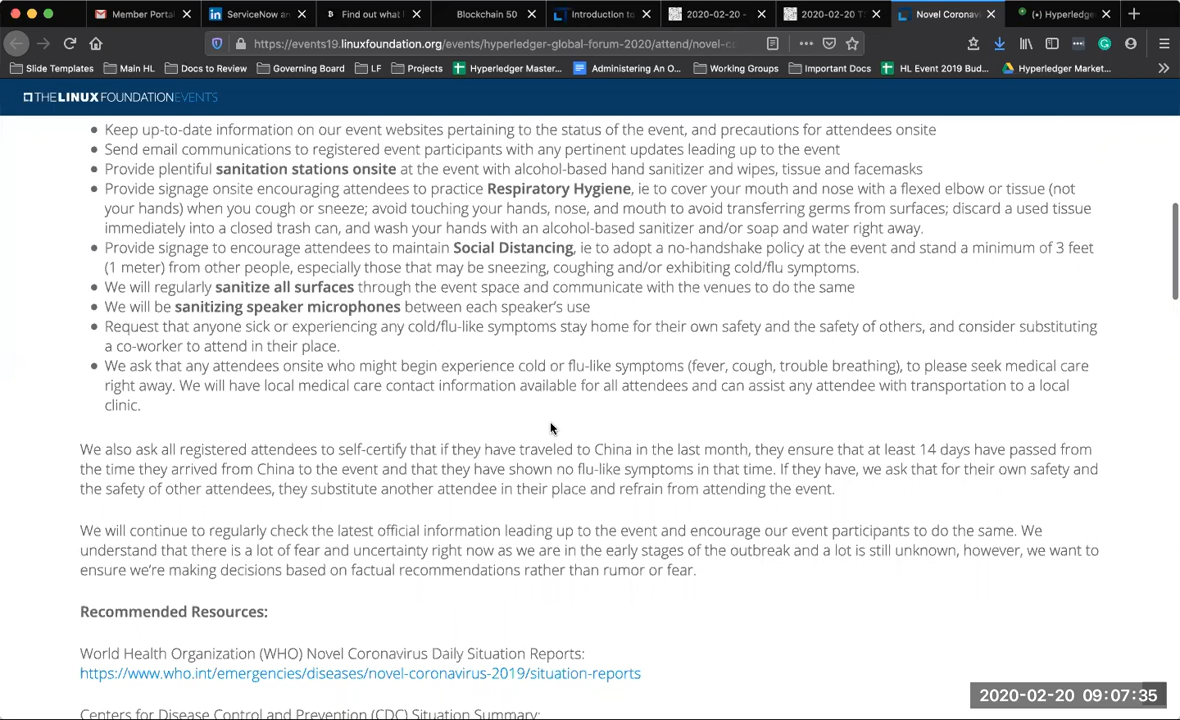 Member Porta
ServiceNow an
Find out what
Blockchain 50
Introduction to
2020-02-20 -
2020-02-20 T
Novel Coronav
(•) Hyperledge
https://events19.linuxfoundation.org/events/hyperledger-global-forum-2020/attend/novel-c
Slide Templates
Main HL
Docs to Review
Governing Board
LF
Projects
Hyperledger Master...
Administering An O...
Working Groups
Important Docs
HL Event 2019 Bud...
Hyperledger Market...
THE LINUX FOUNDATION EVENTS
Keep up-to-date information on our event websites pertaining to the status of the event, and precautions for attendees onsite
Send email communications to registered event participants with any pertinent updates leading up to the event
Provide plentiful sanitation stations onsite at the event with alcohol-based hand sanitizer and wipes, tissue and facemasks
Provide signage onsite encouraging attendees to practice Respiratory Hygiene, ie to cover your mouth and nose with a flexed elbow or tissue (not
your hands) when you cough or sneeze; avoid touching your hands, nose, and mouth to avoid transferring germs from surfaces; discard a used tissue
immediately into a closed trash can, and wash your hands with an alcohol-based sanitizer and/or soap and water right away.
Provide signage to encourage attendees to maintain Social Distancing, ie to adopt a no-handshake policy at the event and stand a minimum of 3 feet
(1 meter) from other people, especially those that may be sneezing, coughing and/or exhibiting cold/flu symptoms.
We will regularly sanitize all surfaces through the event space and communicate with the venues to do the same
We will be sanitizing speaker microphones between each speaker's use
Request that anyone sick or experiencing any cold/flu-like symptoms stay home for their own safety and the safety of others, and consider substituting
a co-worker to attend in their place.
We ask that any attendees onsite who might begin experience cold or flu-like symptoms (fever, cough, trouble breathing), to please seek medical care
right away. We will have local medical care contact information available for all attendees and can assist any attendee with transportation to a local
clinic.
We also ask all registered attendees to self-certify that if they have traveled to China in the last month, they ensure that at least 14 days have passed from
the time they arrived from China to the event and that they have shown no flu-like symptoms in that time. If they have, we ask that for their own safety and
the safety of other attendees, they substitute another attendee in their place and refrain from attending the event.
We will continue to regularly check the latest official information leading up to the event and encourage our event participants to do the same. We
understand that there is a lot of fear and uncertainty right now as we are in the early stages of the outbreak and a lot is still unknown, however, we want to
ensure we're making decisions based on factual recommendations rather than rumor or fear.
Recommended Resources:
World Health Organization (WHO) Novel Coronavirus Daily Situation Reports:
https://www.who.int/emergencies/diseases/novel-coronavirus-2019/situation-reports
Centers for Disease Control and Prevention (CDC) Situation Summary:
2020-02-20 09:07:35